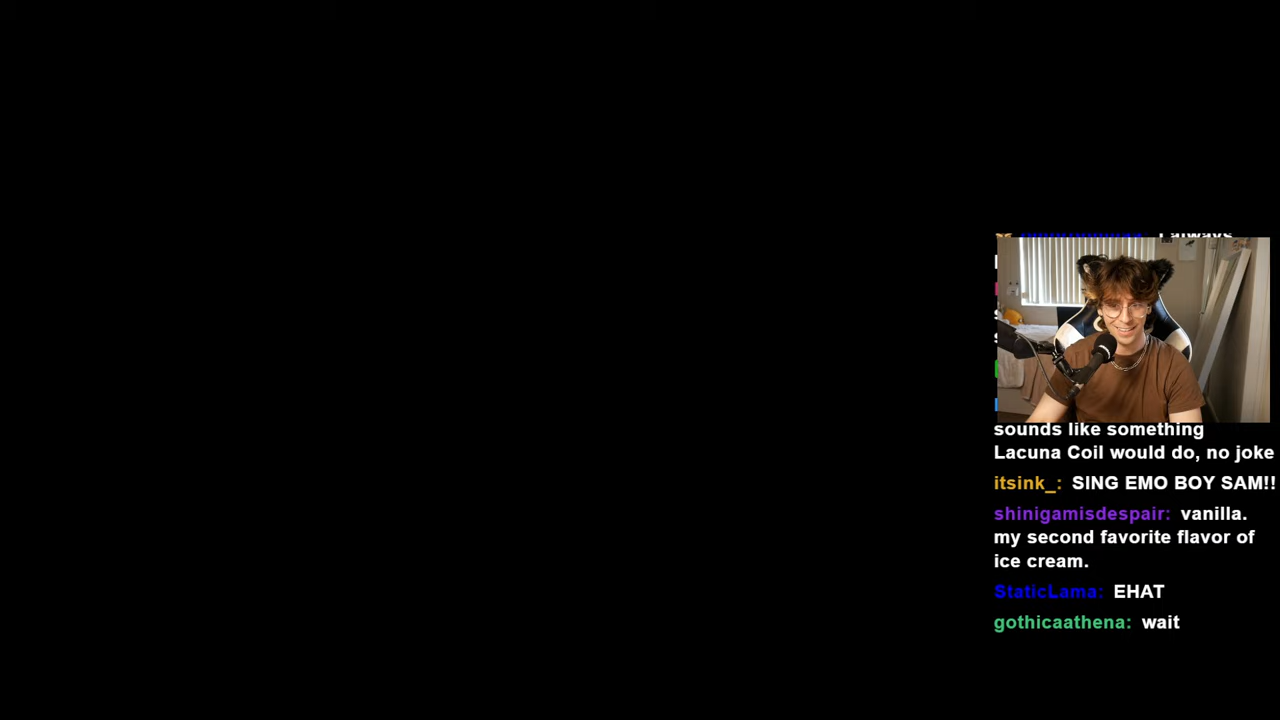 sounds like something
Lacuna Coil would do, no joke
itsink_: SING EMO BOY SAM!!
shinigamisdespair: vanilla.
my second favorite flavor of
ice cream.
StaticLama: EHAT
gothicaathena: wait